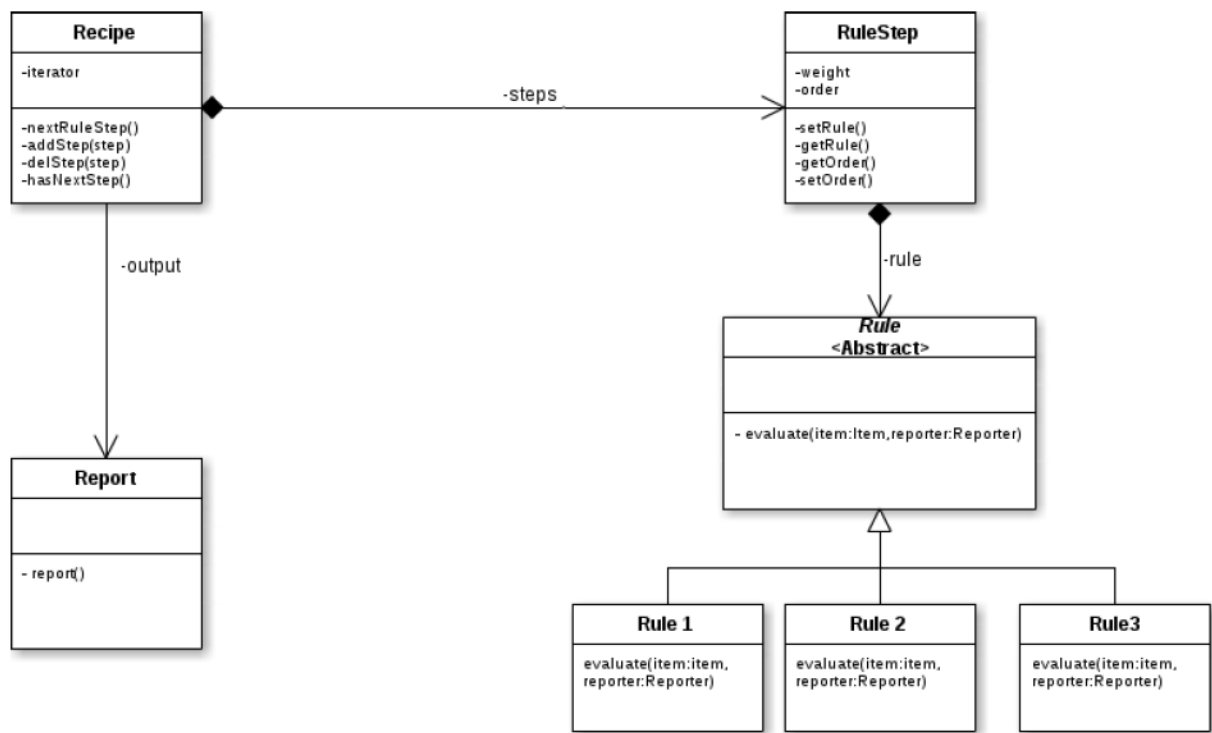 Recipe
-iterator
-nextRuleStep()
-addStep(step)
-delStep(step)
-hasNextStep()
-steps
RuleStep
-weight
-order
-setRule()
-getRule()
-getOrder()
-setOrder()
-output
-rule
Rule
<Abstract>
- evaluate(item:Item,reporter:Reporter)
Report
- report()
Rule 1
evaluate(item:item,
reporter:Reporter)
Rule 2
evaluate(item:item,
reporter:Reporter)
Rule3
evaluate(item:item,
reporter:Reporter)